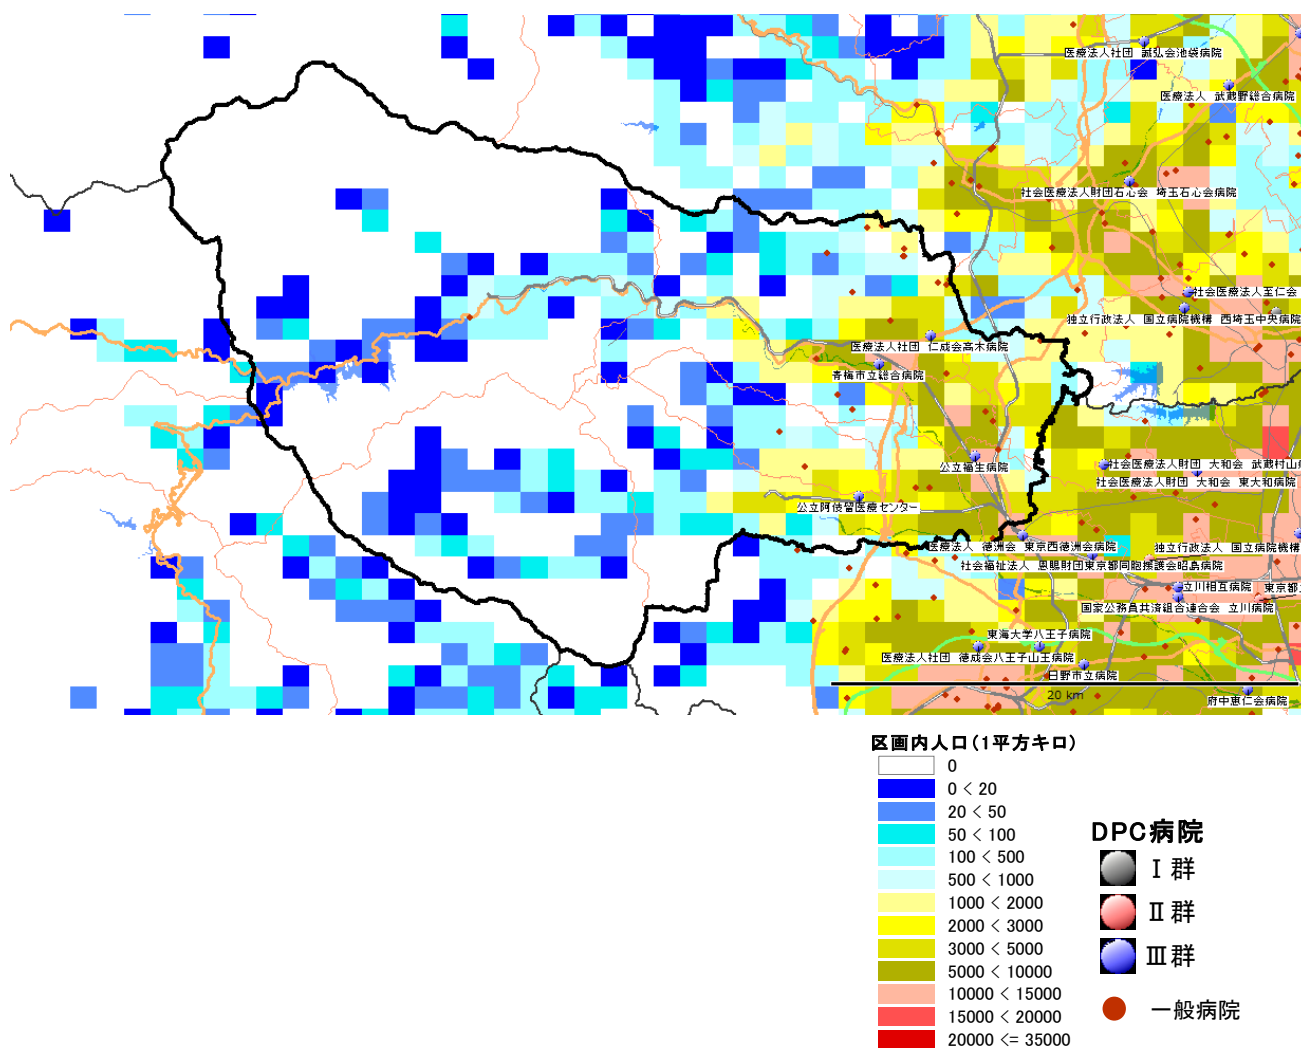 医療法人社団 誠弘会池袋病院
医療法人 武蔵野総合病院
社会医療法人財団石心会 埼玉石心会病院
社会医療法人至仁会
独立行政法人 国立病院機構 西埼玉中央病院
医療法人社団 仁成会高木病院
青梅市立総合病院
公立福生病院
社会医療法人財団 大和会 武蔵村山
社会医療法人財団 大和会 東大和病院
公立阿伎留医療センター
医療法人 徳洲会 東京西徳洲会病院
独立行政法人 国立病院機構
社会福祉法人 恩賜財団東京都同胞援護会昭島病院
立川相互病院
東京都
国家公務員共済組合連合会 立川病院
東海大学八王子病院
医療法人社団 徳成会八王子山王病院
日野市立病院
20 km
府中恵仁会病院
区画内人口(1平方キロ)
0
0 < 20
20 < 50
50 < 100
100 < 500
500 < 1000
1000 < 2000
2000 < 3000
3000 < 5000
5000 < 10000
10000 < 15000
15000 < 20000
20000 <= 35000
DPC病院
Ⅰ群
Ⅱ群
Ⅲ群
一般病院